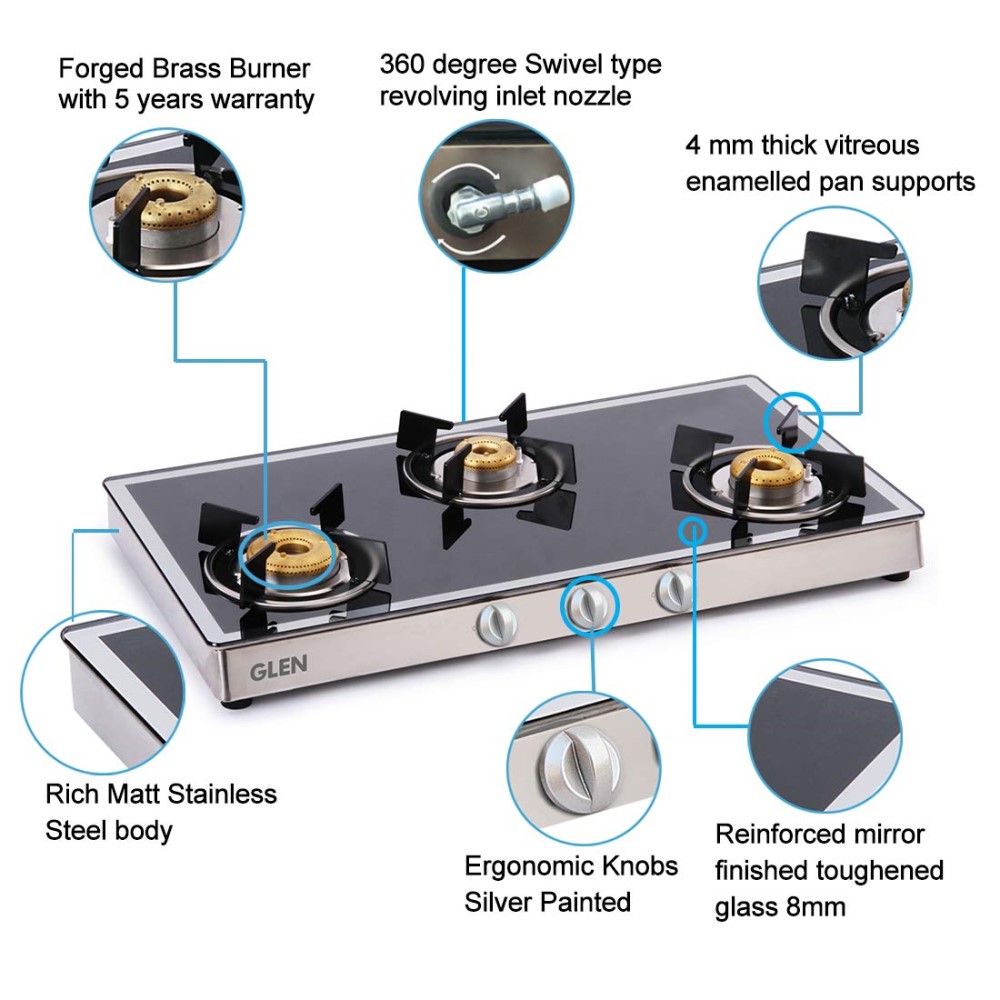 Forged Brass Burner
with 5 years warranty
360 degree Swivel type
revolving inlet nozzle
4 mm thick vitreous
enamelled pan supports
GLEN
Rich Matt Stainless
Steel body
Ergonomic Knobs
Silver Painted
Reinforced mirror
finished toughened
glass 8mm